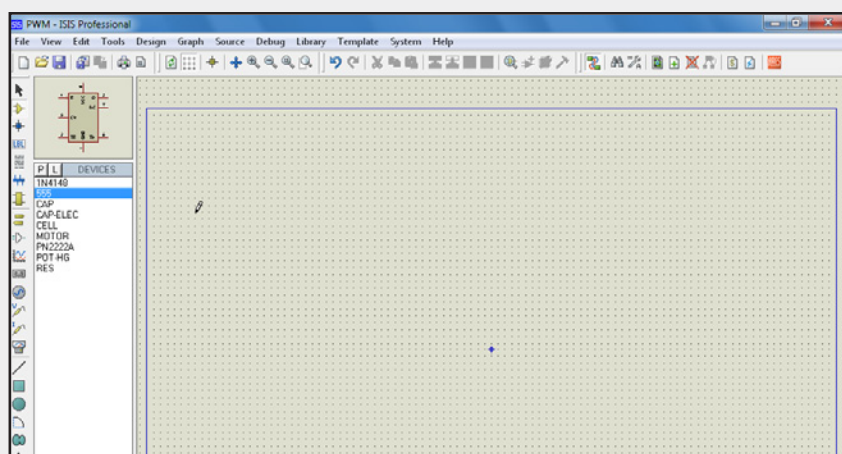 PWM - ISIS Professional
File View Edit Tools Design Graph Source Debug Library Template System Help
P L DEVICES
1N4148
555
CAP
CAP-ELEC
CELL
MOTOR
PN2222A
POT-HG
RES
LBL